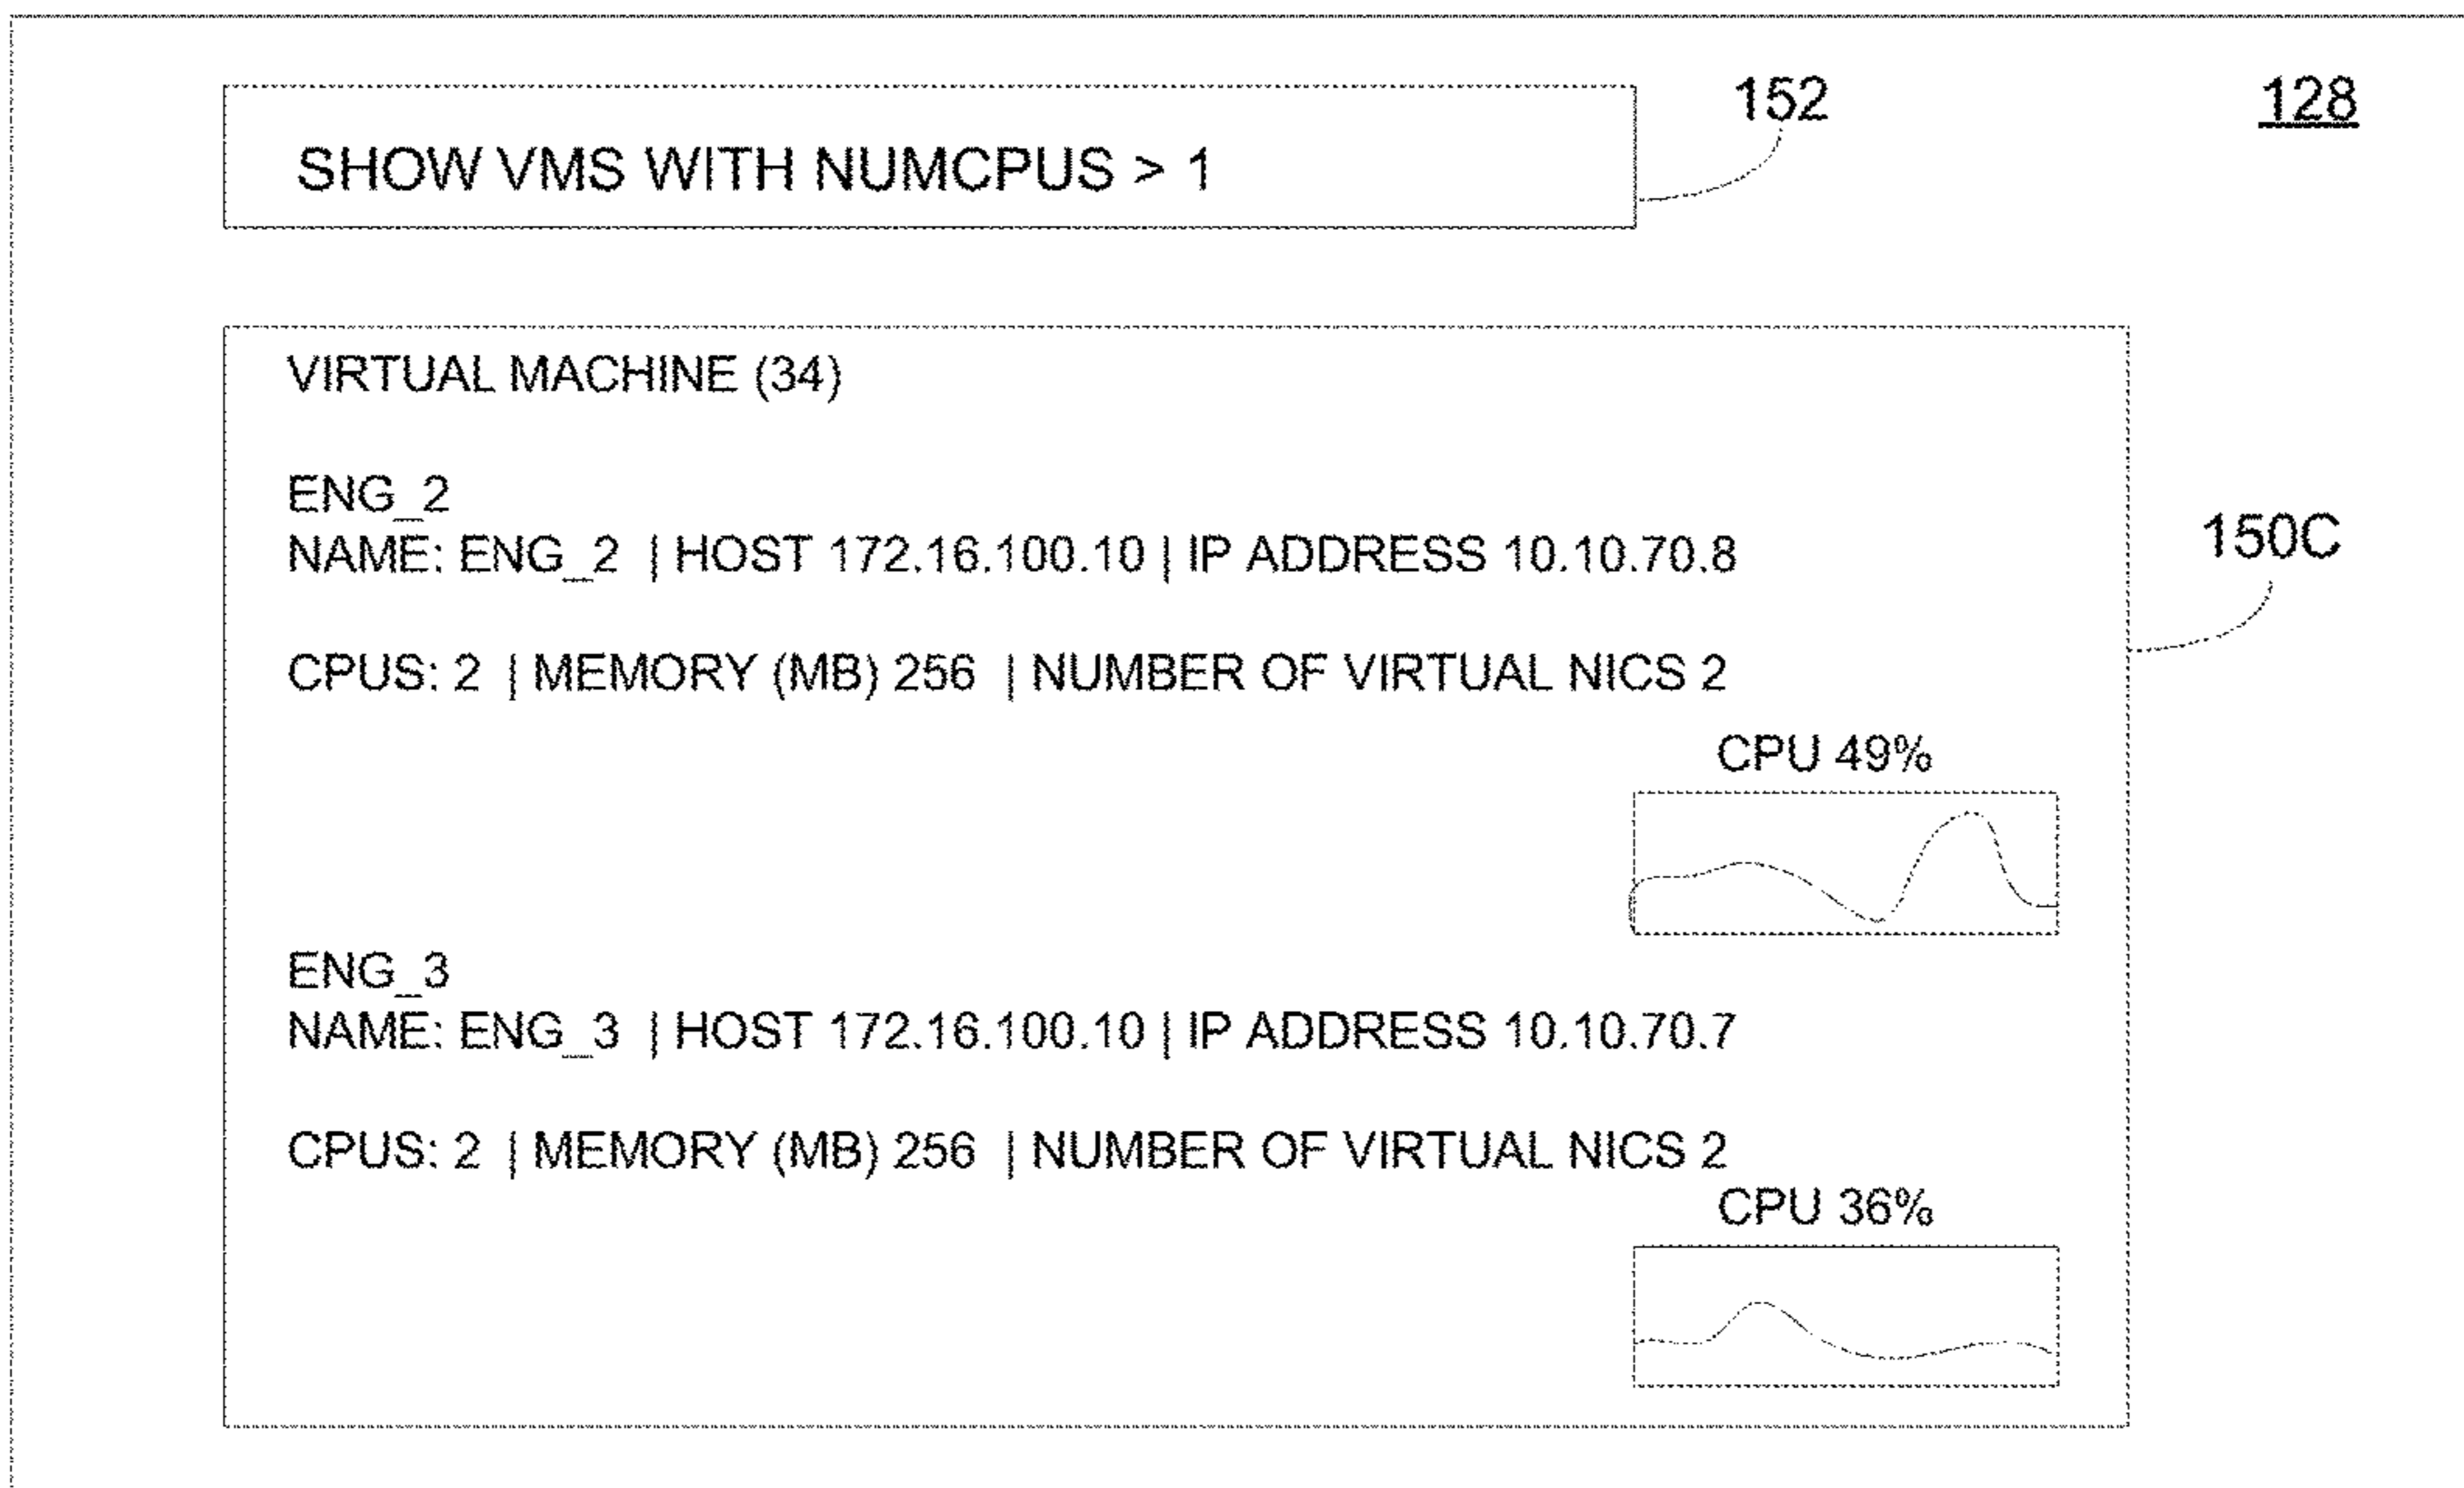 152
128
SHOW VMS WITH NUMCPUS > 1
VIRTUAL MACHINE (34)
ENG_2
NAME: ENG_2 | HOST 172.16.100.10 | IP ADDRESS 10.10.70.8
150C
CPUS: 2 | MEMORY (MB) 256 | NUMBER OF VIRTUAL NICS 2
CPU 49%
ENG_3
NAME: ENG_3 | HOST 172.16.100.10 | IP ADDRESS 10.10.70.7
CPUS: 2 | MEMORY (MB) 256 | NUMBER OF VIRTUAL NICS 2
CPU 36%